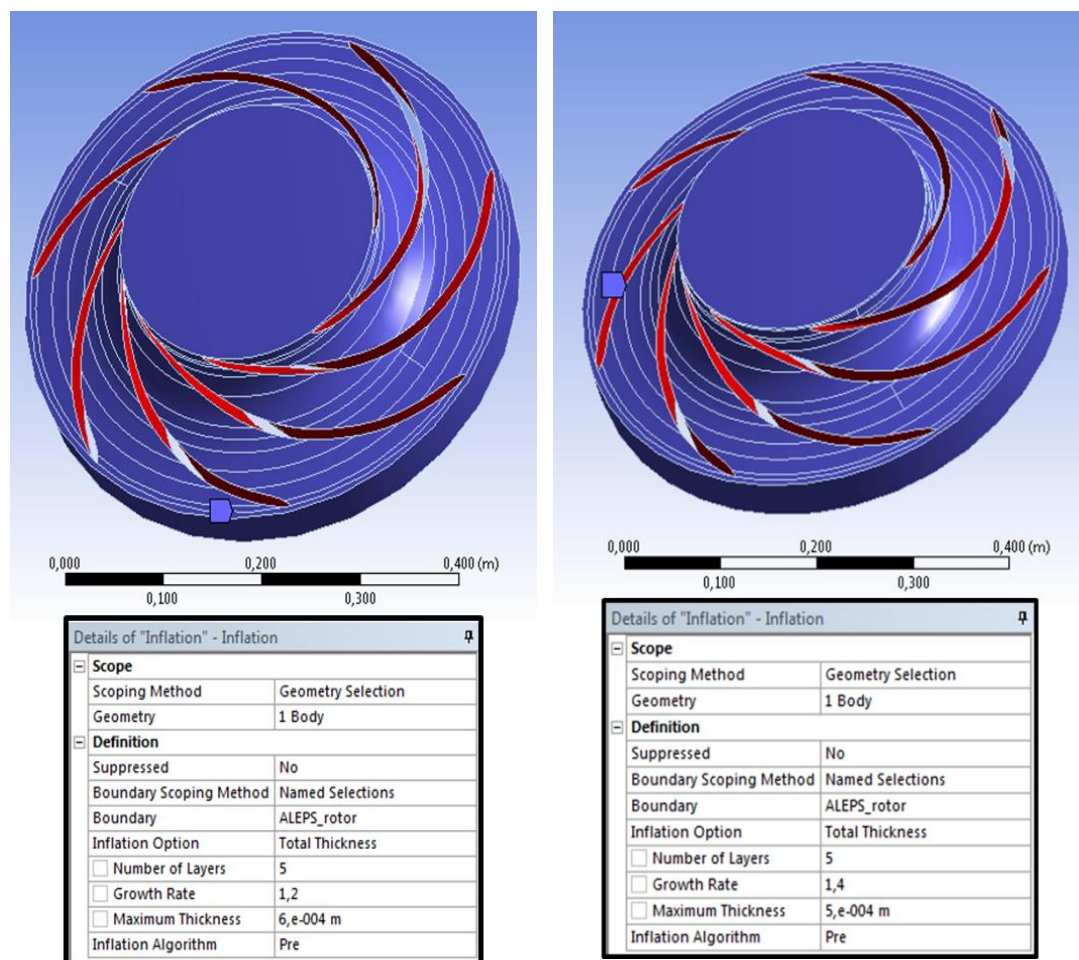 0,000 0,200 0,400 (m)
0,100 0,300
Details of "Inflation" - Inflation
Scope
Scoping Method Geometry Selection
Geometry 1 Body
Definition
Suppressed No
Boundary Scoping Method Named Selections
Boundary ALEPS_rotor
Inflation Option Total Thickness
Number of Layers 5
Growth Rate 1,2
Maximum Thickness 6,e-004 m
Inflation Algorithm Pre
0,000 0,200 0,400 (m)
0,100 0,300
Details of "Inflation" - Inflation
Scope
Scoping Method Geometry Selection
Geometry 1 Body
Definition
Suppressed No
Boundary Scoping Method Named Selections
Boundary ALEPS_rotor
Inflation Option Total Thickness
Number of Layers 5
Growth Rate 1,4
Maximum Thickness 5,e-004 m
Inflation Algorithm Pre